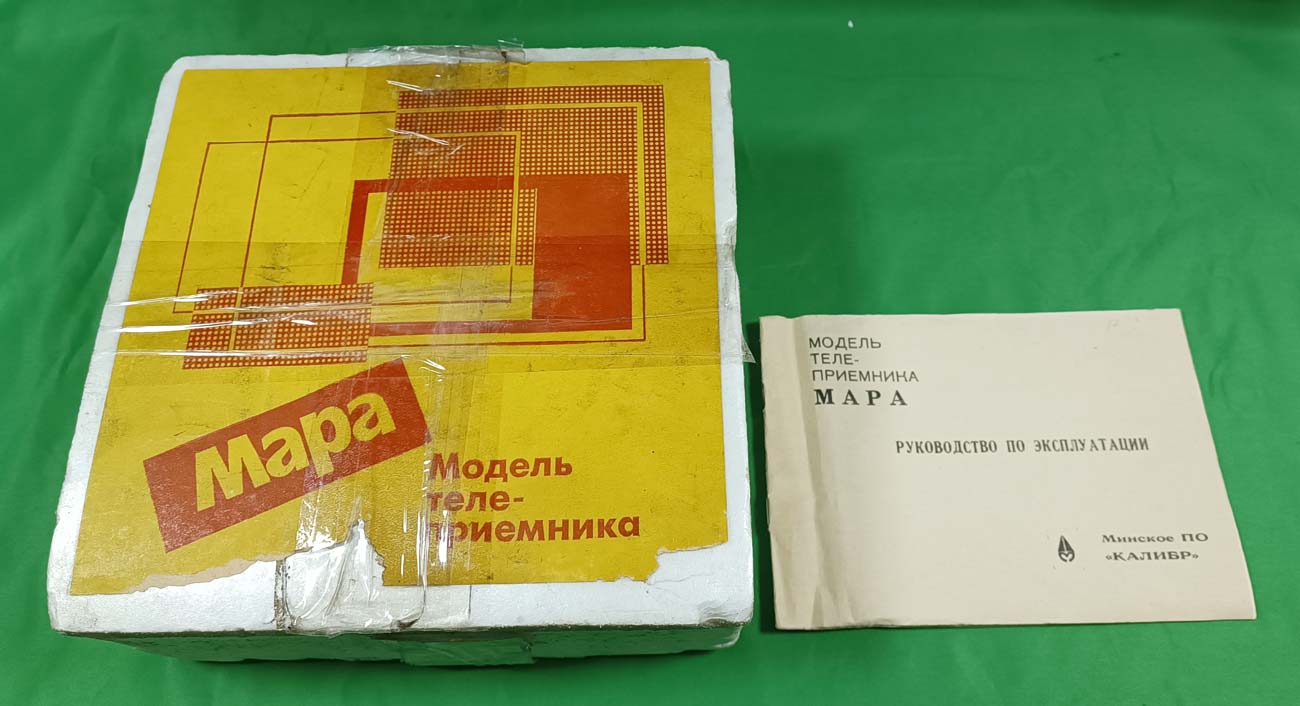 Мара
Модель
теле-
приемника
МОДЕЛЬ
ТЕЛЕ-
ПРИЕМНИКА
МАРА
РУКОВОДСТВО ПО ЭКСПЛУАТАЦИИ
Минское ПО
«КАЛИБР»